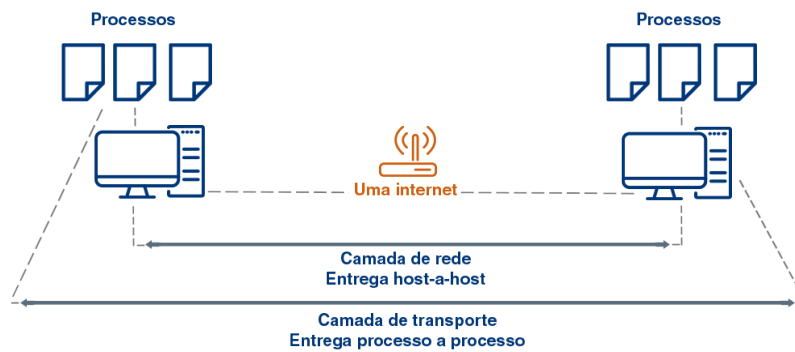 Processos
Processos
Uma internet
Camada de rede
Entrega host-a-host
Camada de transporte
Entrega processo a processo